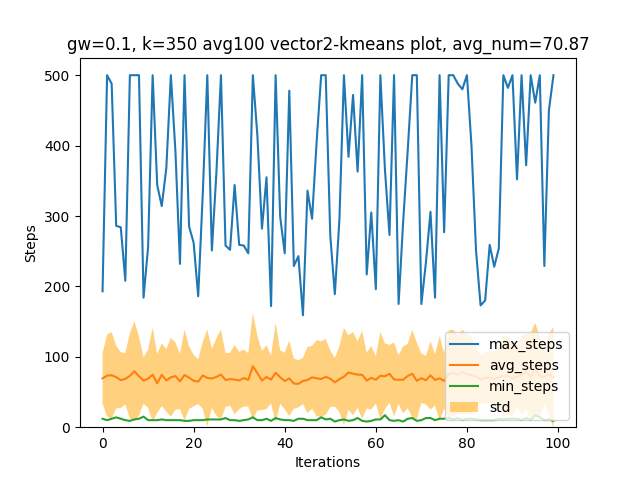 gw=0.1, k=350 avg100 vector2-kmeans plot, avg_num=70.87
500
400
300
200
100
0
Steps
0
20
40
60
80
100
Iterations
max_steps
avg_steps
min_steps
std